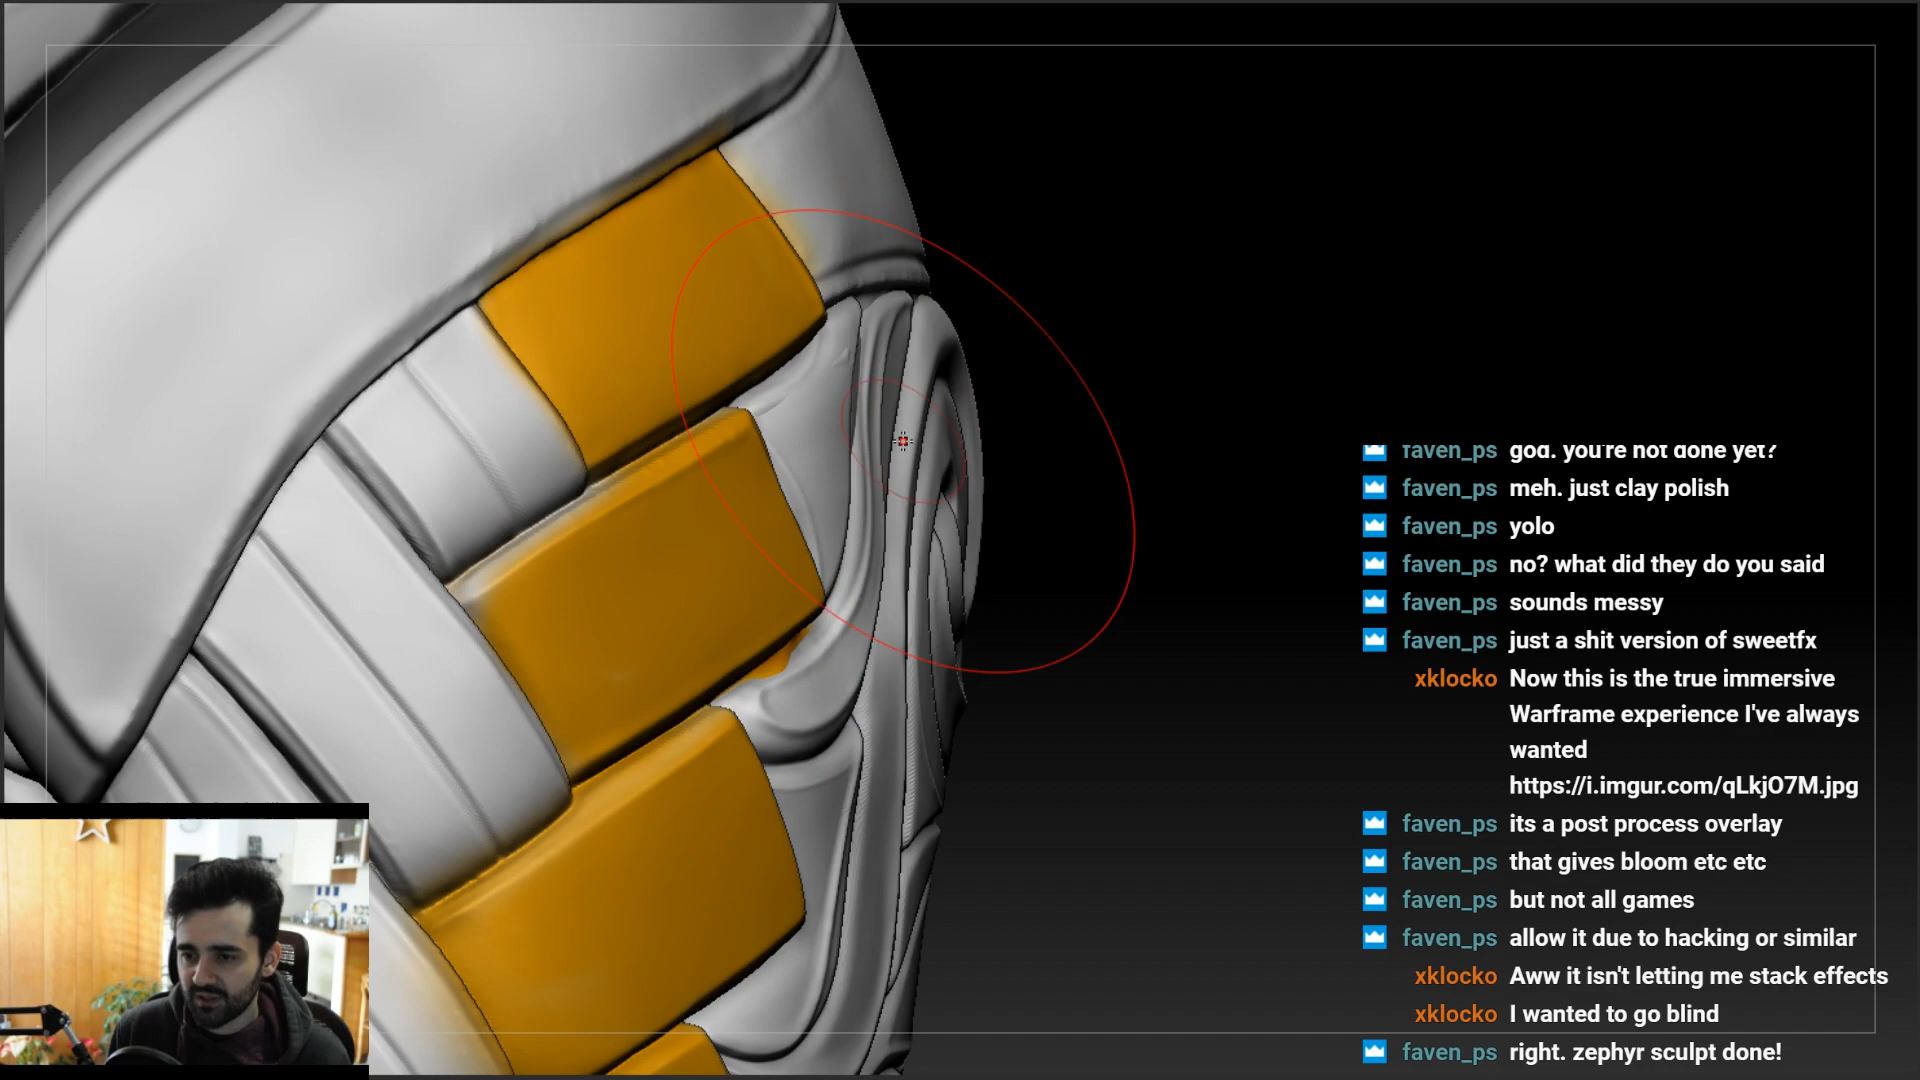 faven_ps god. you're not done yet?
faven_ps meh. just clay polish
faven_ps yolo
faven_ps no? what did they do you said
faven_ps sounds messy
faven_ps just a shit version of sweetfx
xklocko Now this is the true immersive
Warframe experience I've always
wanted
https://i.imgur.com/qLkjO7M.jpg
faven_ps its a post process overlay
faven_ps that gives bloom etc etc
faven_ps but not all games
faven_ps allow it due to hacking or similar
xklocko Aww it isn't letting me stack effects
xklocko I wanted to go blind
faven_ps right. zephyr sculpt done!